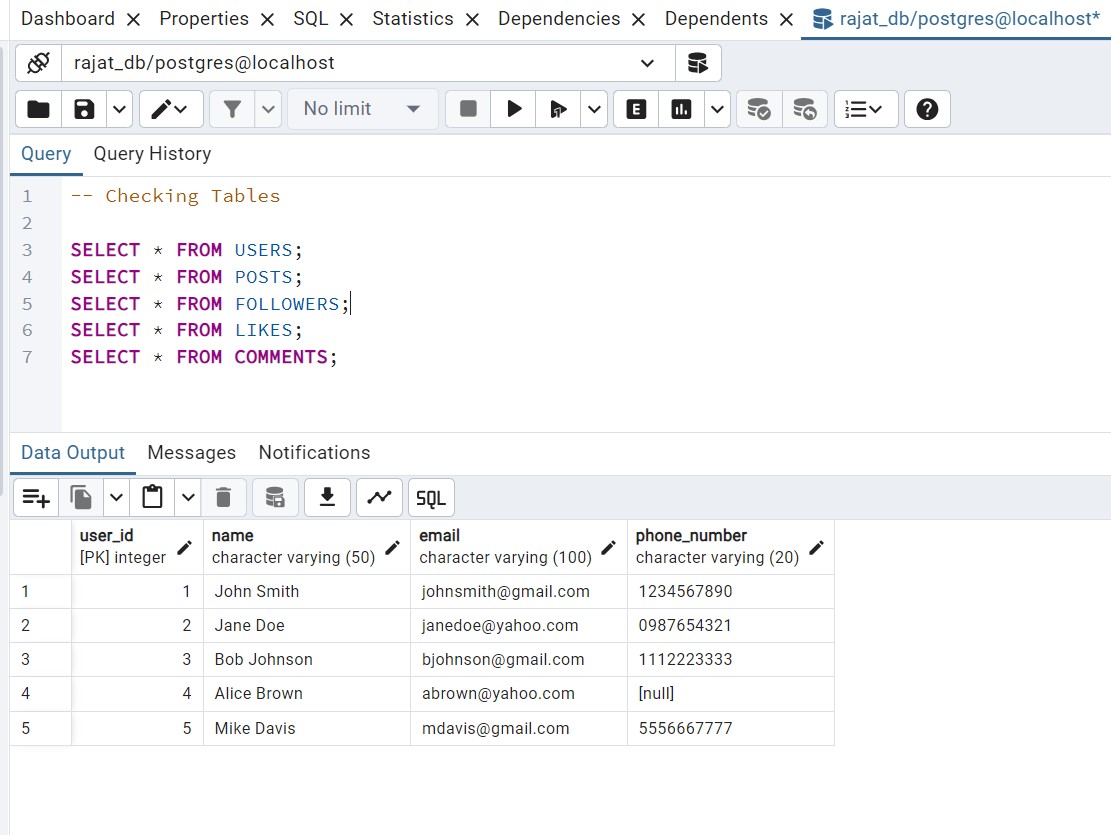 Dashboard × Properties × SQL × Statistics × Dependencies × Dependents × rajat_db/postgres@localhost*
rajat_db/postgres@localhost
No limit E
Query Query History
1 -- Checking Tables
2
3 SELECT * FROM USERS;
4 SELECT * FROM POSTS;
5 SELECT * FROM FOLLOWERS;
6 SELECT * FROM LIKES;
7 SELECT * FROM COMMENTS;
Data Output Messages Notifications
SQL
user_id name email phone_number
[PK] integer character varying (50) character varying (100) character varying (20)
1 1 John Smith johnsmith@gmail.com 1234567890
2 2 Jane Doe janedoe@yahoo.com 0987654321
3 3 Bob Johnson bjohnson@gmail.com 1112223333
4 4 Alice Brown abrown@yahoo.com [null]
5 5 Mike Davis mdavis@gmail.com 5556667777